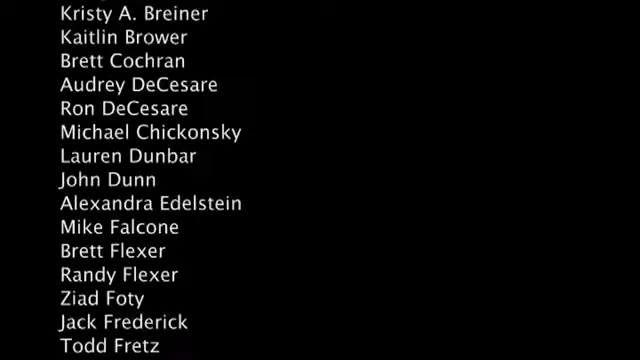 Kristy A. Breiner
Kaitlin Brower
Brett Cochran
Audrey DeCesare
Ron DeCesare
Michael Chickonsky
Lauren Dunbar
John Dunn
Alexandra Edelstein
Mike Falcone
Brett Flexer
Randy Flexer
Ziad Foty
Jack Frederick
Todd Fretz